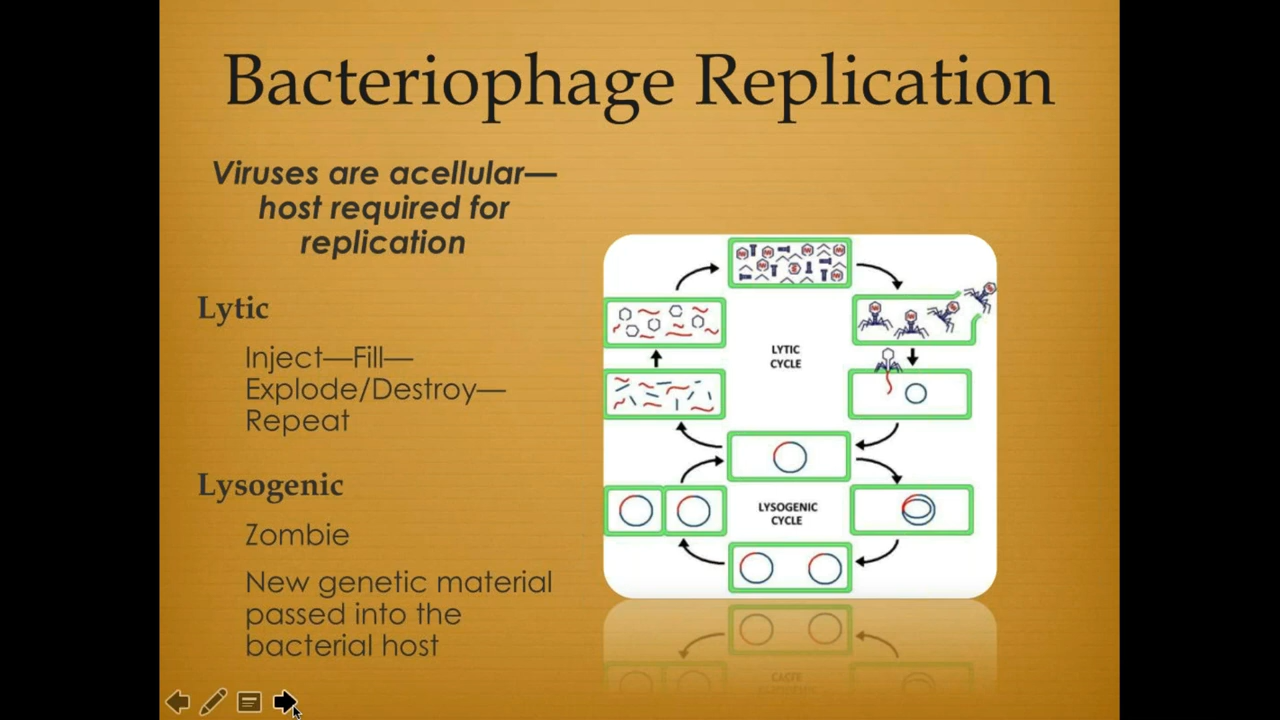 Bacteriophage Replication
Viruses are acellular—
host required for
replication
Lytic
Inject—Fill—
Explode/Destroy—
Repeat
Lysogenic
Zombie
New genetic material
passed into the
bacterial host
LYTIC
CYCLE
LYSOGENIC
CYCLE